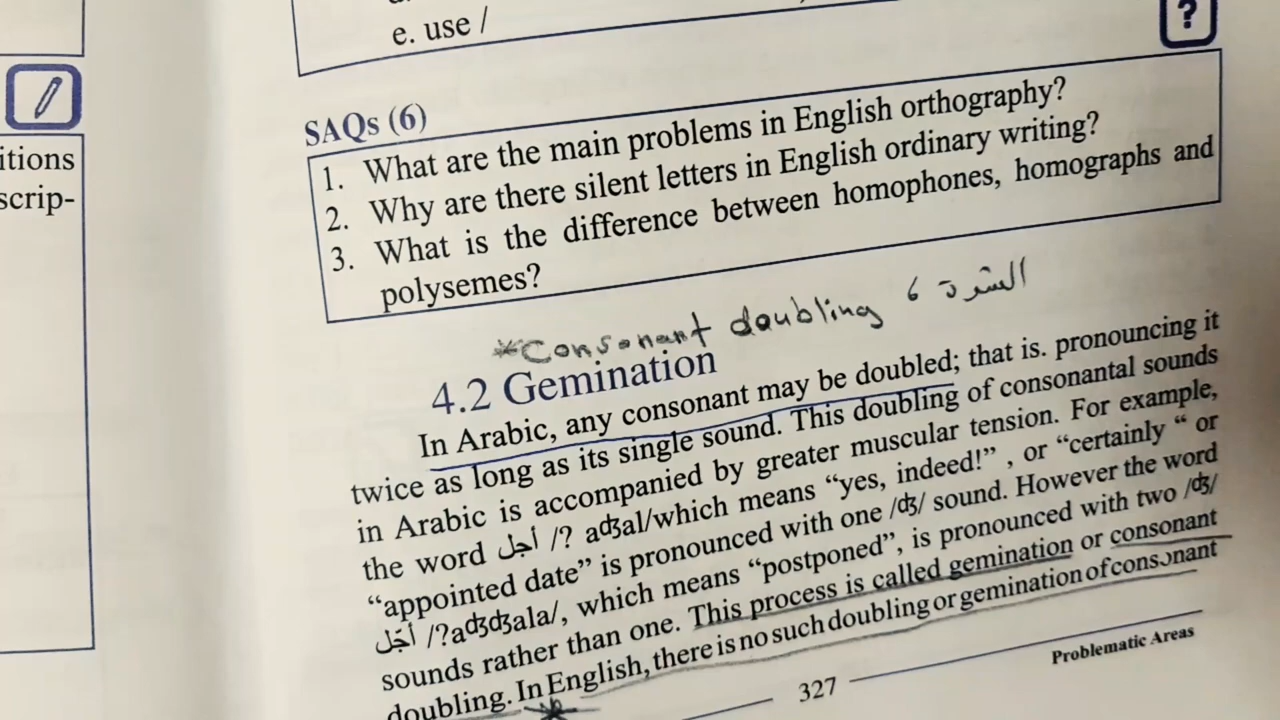 e. use /
itions
scrip-
SAQs (6)
1. What are the main problems in English orthography?
2. Why are there silent letters in English ordinary writing?
3. What is the difference between homophones, homographs and
polysemes?
*Consonant doubling ، الشدة
4.2 Gemination
In Arabic, any consonant may be doubled; that is. pronouncing it
twice as long as its single sound. This doubling of consonantal sounds
in Arabic is accompanied by greater muscular tension. For example,
the word أجل /? aʤal/which means “yes, indeed!” , or “certainly “ or
“appointed date” is pronounced with one /ʤ/ sound. However the word
أجّل /?aʤʤala/, which means “postponed”, is pronounced with two /ʤ/
sounds rather than one. This process is called gemination or consonant
doubling. In English, there is no such doubling or gemination of consonant
327
Problematic Areas